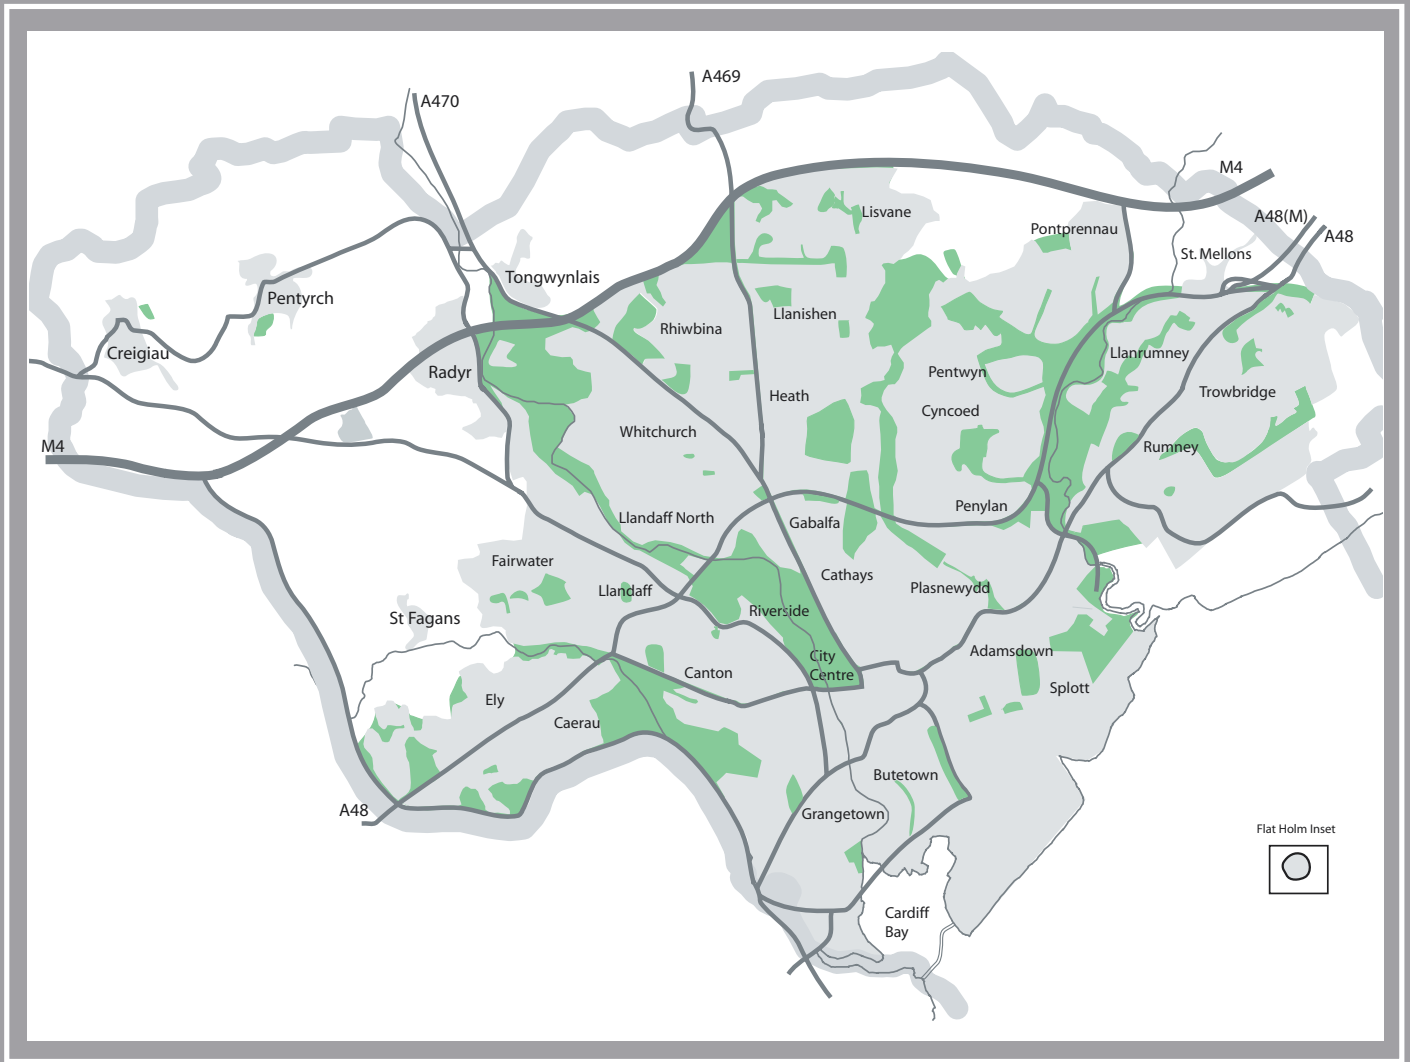 A469
A470
M4
Lisvane
A48(M)
Pontprennau
A48
St. Mellons
Tongwynlais
Pentyrch
Llanishen
Rhiwbina
Creigiau
Llanrumney
Radyr
Pentwyn
Trowbridge
Heath
Cyncoed
Whitchurch
M4
Rumney
Penylan
Llandaff North
Gabalfa
Fairwater
Cathays
Llandaff
Plasnewydd
Riverside
St Fagans
Adamsdown
City
Centre
Canton
Splott
Ely
Caerau
Butetown
A48
Grangetown
Flat Holm Inset
Cardiff
Bay